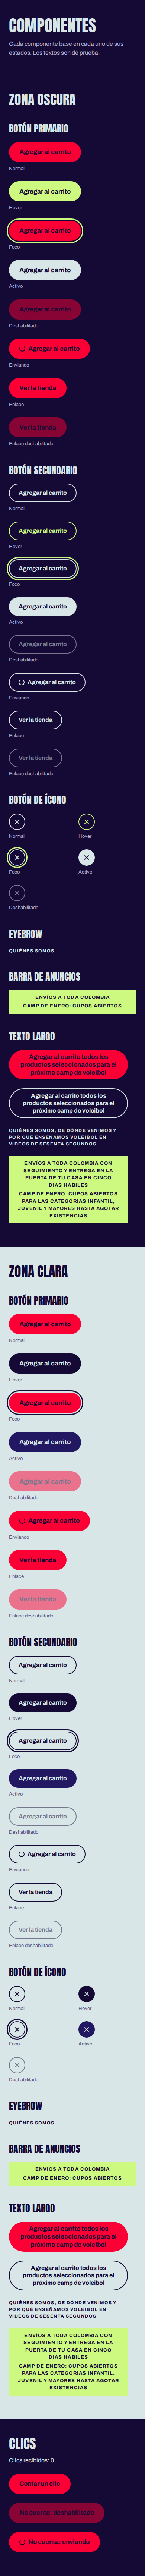 COMPONENTES
Cada componente base en cada uno de sus
estados. Los textos son de prueba.
ZONA OSCURA
BOTÓN PRIMARIO
Agregar al carrito
Normal
Agregar al carrito
Hover
Agregar al carrito
Foco
Agregar al carrito
Activo
Agregar al carrito
Deshabilitado
Agregar al carrito
Enviando
Ver la tienda
Enlace
Ver la tienda
Enlace deshabilitado
BOTÓN SECUNDARIO
Agregar al carrito
Normal
Agregar al carrito
Hover
Agregar al carrito
Foco
Agregar al carrito
Activo
Agregar al carrito
Deshabilitado
Agregar al carrito
Enviando
Ver la tienda
Enlace
Ver la tienda
Enlace deshabilitado
BOTÓN DE ÍCONO
Normal
Hover
Foco
Activo
Deshabilitado
EYEBROW
QUIÉNES SOMOS
BARRA DE ANUNCIOS
ENVÍOS A TODA COLOMBIA
CAMP DE ENERO: CUPOS ABIERTOS
TEXTO LARGO
Agregar al carrito todos los
productos seleccionados para el
próximo camp de voleibol
Agregar al carrito todos los
productos seleccionados para el
próximo camp de voleibol
QUIÉNES SOMOS, DE DÓNDE VENIMOS Y
POR QUÉ ENSEÑAMOS VOLEIBOL EN
VIDEOS DE SESENTA SEGUNDOS
ENVÍOS A TODA COLOMBIA CON
SEGUIMIENTO Y ENTREGA EN LA
PUERTA DE TU CASA EN CINCO
DÍAS HÁBILES
CAMP DE ENERO: CUPOS ABIERTOS
PARA LAS CATEGORÍAS INFANTIL,
JUVENIL Y MAYORES HASTA AGOTAR
EXISTENCIAS
ZONA CLARA
BOTÓN PRIMARIO
Agregar al carrito
Normal
Agregar al carrito
Hover
Agregar al carrito
Foco
Agregar al carrito
Activo
Agregar al carrito
Deshabilitado
Agregar al carrito
Enviando
Ver la tienda
Enlace
Ver la tienda
Enlace deshabilitado
BOTÓN SECUNDARIO
Agregar al carrito
Normal
Agregar al carrito
Hover
Agregar al carrito
Foco
Agregar al carrito
Activo
Agregar al carrito
Deshabilitado
Agregar al carrito
Enviando
Ver la tienda
Enlace
Ver la tienda
Enlace deshabilitado
BOTÓN DE ÍCONO
Normal
Hover
Foco
Activo
Deshabilitado
EYEBROW
QUIÉNES SOMOS
BARRA DE ANUNCIOS
ENVÍOS A TODA COLOMBIA
CAMP DE ENERO: CUPOS ABIERTOS
TEXTO LARGO
Agregar al carrito todos los
productos seleccionados para el
próximo camp de voleibol
Agregar al carrito todos los
productos seleccionados para el
próximo camp de voleibol
QUIÉNES SOMOS, DE DÓNDE VENIMOS Y
POR QUÉ ENSEÑAMOS VOLEIBOL EN
VIDEOS DE SESENTA SEGUNDOS
ENVÍOS A TODA COLOMBIA CON
SEGUIMIENTO Y ENTREGA EN LA
PUERTA DE TU CASA EN CINCO
DÍAS HÁBILES
CAMP DE ENERO: CUPOS ABIERTOS
PARA LAS CATEGORÍAS INFANTIL,
JUVENIL Y MAYORES HASTA AGOTAR
EXISTENCIAS
CLICS
Clics recibidos: 0
Contar un clic
No cuenta: deshabilitado
No cuenta: enviando